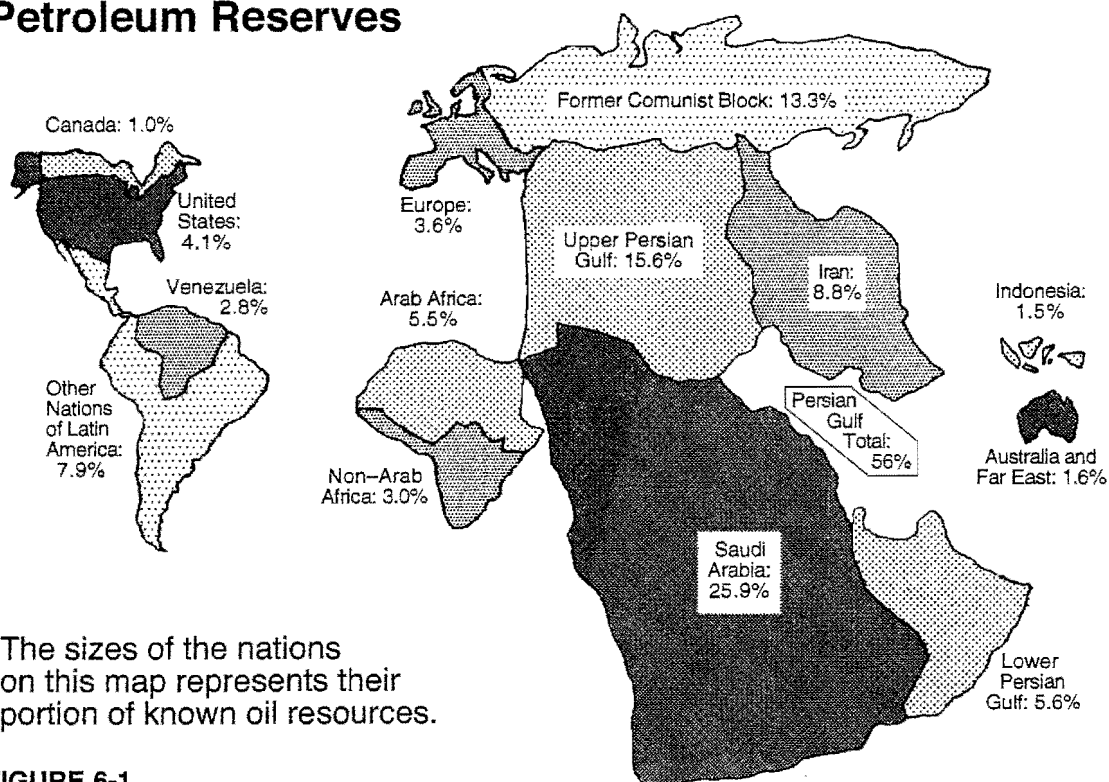 Petroleum Reserves
Canada: 1.0%
United
States:
4.1%
Venezuela:
2.8%
Other
Nations
of Latin
America:
7.9%
Former Comunist Block: 13.3%
Europe:
3.6%
Upper Persian
Gulf: 15.6%
Iran:
8.8%
Arab Africa:
5.5%
Non–Arab
Africa: 3.0%
Persian
Gulf
Total:
56%
Indonesia:
1.5%
Australia and
Far East: 1.6%
Saudi
Arabia:
25.9%
Lower
Persian
Gulf: 5.6%
The sizes of the nations
on this map represents their
portion of known oil resources.
IGURE 6-1